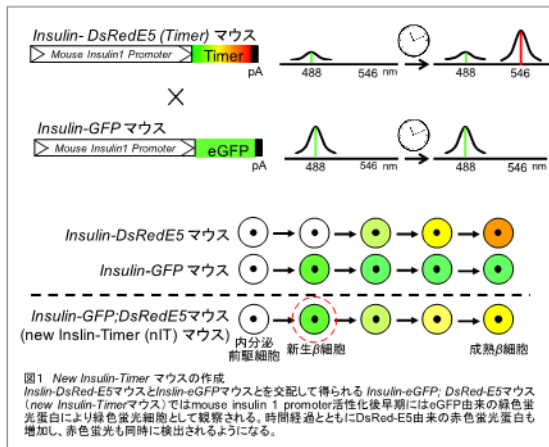 Insulin- DsRedE5 (Timer) マウス
Mouse Insulin1 Promoter Timer
pA
488 546 nm 488 546
×
Insulin-GFP マウス
Mouse Insulin1 Promoter eGFP
pA
488 546 nm 488 546
Insulin-DsRedE5 マウス
Insulin-GFP マウス
Insulin-GFP;DsRedE5マウス
(new Inslin-Timer (nIT) マウス)
内分泌
前駆細胞
新生β細胞
成熟β細胞
図1 New Insulin-Timer マウスの作成
Inslin-DsRed-E5マウスとInslin-eGFPマウスとを交配して得られる Insulin-eGFP; DsRed-E5マウス
(new Insulin-Timerマウス)ではmouse insulin 1 promoter活性化後早期にはeGFP由来の緑色蛍
光蛋白により緑色蛍光細胞として観察される。時間経過とともにDsRed-E5由来の赤色蛍光蛋白も
増加し、赤色蛍光も同時に検出されるようになる。